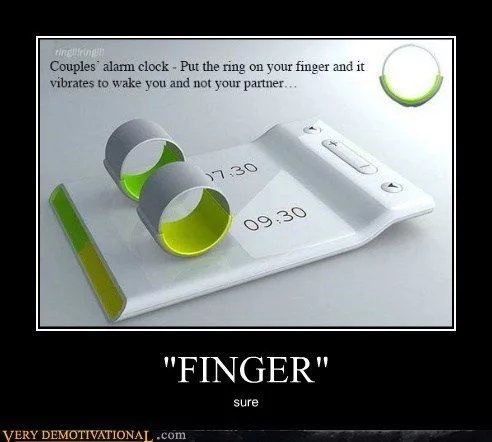 ring!!!ring!!!
Couples´ alarm clock - Put the ring on your finger and it
vibrates to wake you and not your partner…
07:30
09:30
+
-
"FINGER"
sure
VERY DEMOTIVATIONAL.com